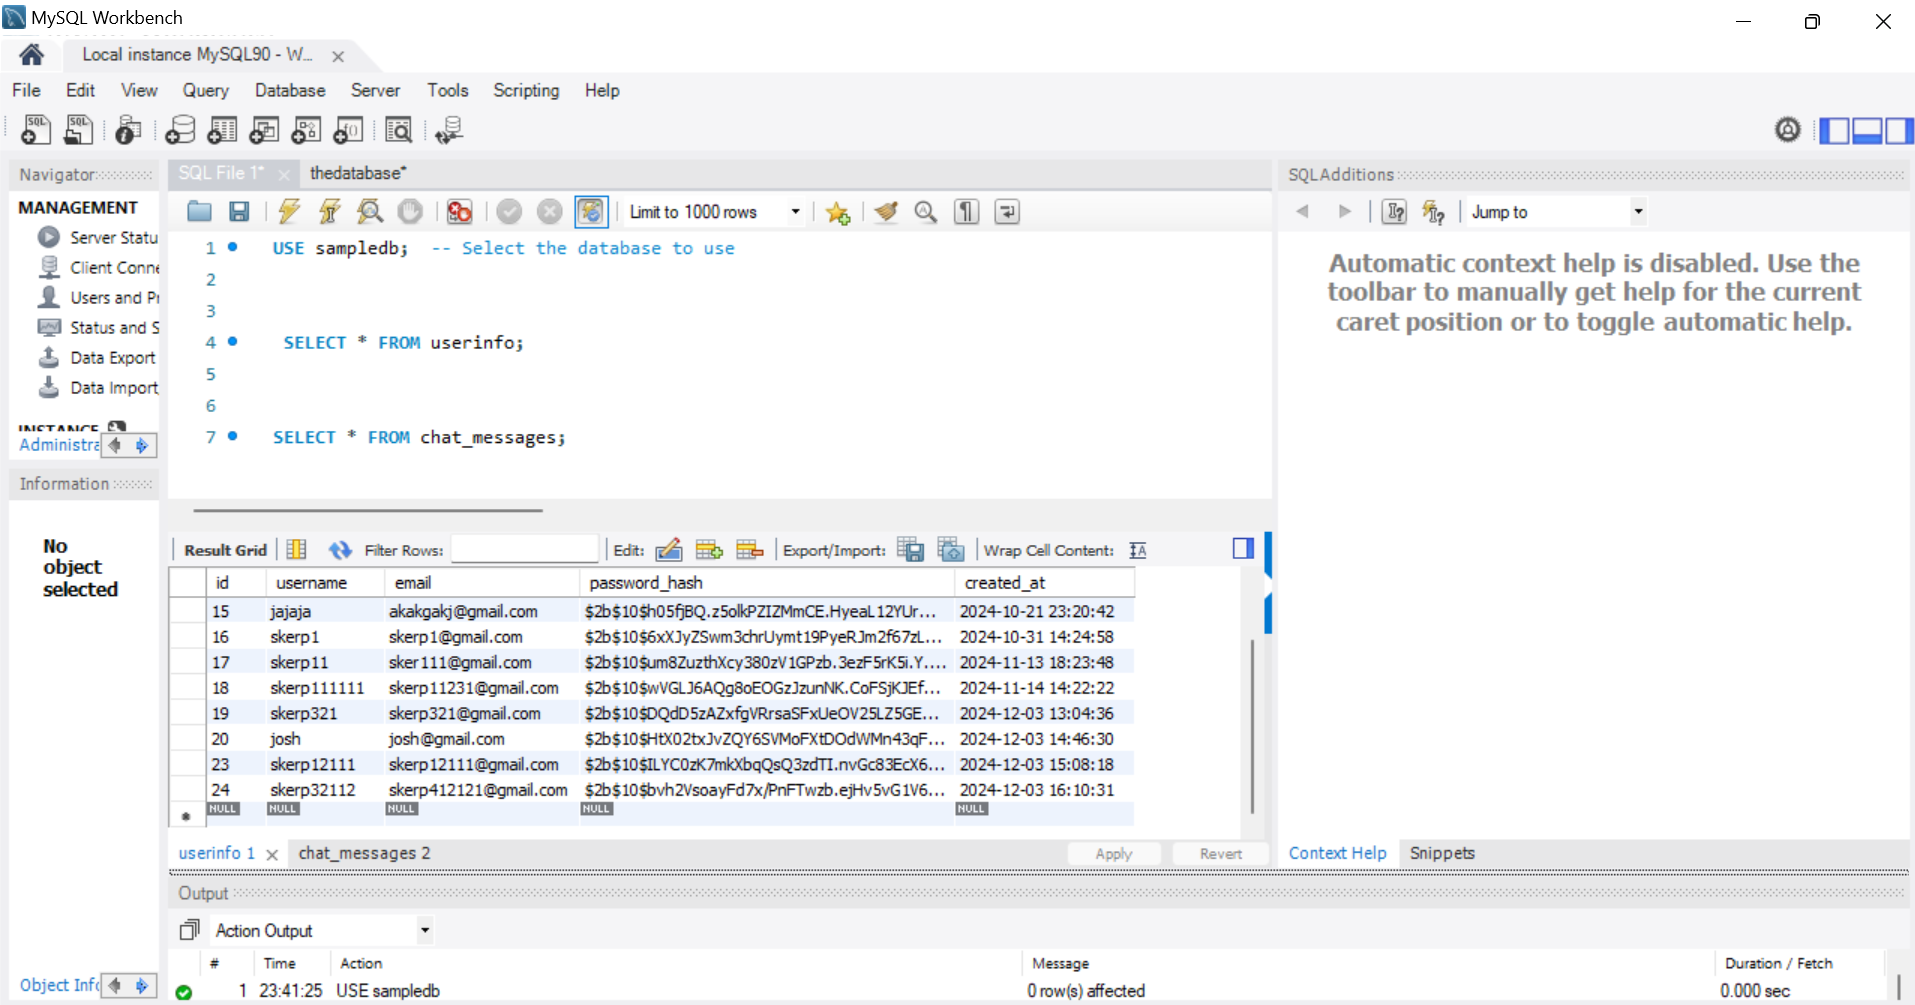 MySQL Workbench
Local instance MySQL90 - W...
File Edit View Query Database Server Tools Scripting Help
Navigator
SQL File 1* thedatabase*
SQLAdditions
MANAGEMENT
Server Statu
Client Conne
Users and Pr
Status and S
Data Export
Data Import
INSTANCE
Administra
Limit to 1000 rows
Jump to
1 USE sampledb; -- Select the database to use
2
3
4 SELECT * FROM userinfo;
5
6
7 SELECT * FROM chat_messages;
Automatic context help is disabled. Use the
toolbar to manually get help for the current
caret position or to toggle automatic help.
Information
No
object
selected
Result Grid Filter Rows: Edit: Export/Import: Wrap Cell Content:
id username email password_hash created_at
15 jajaja akakgakj@gmail.com $2b$10$h05fjBQ.z5olkPZIZMmCE.HyeaL12YUr... 2024-10-21 23:20:42
16 skerp1 skerp1@gmail.com $2b$10$6xXJyZSwm3chrUymt19PyeRJm2f67zL... 2024-10-31 14:24:58
17 skerp11 sker111@gmail.com $2b$10$um8ZuzthXcy380zV1GPzb.3ezF5rK5i.Y.... 2024-11-13 18:23:48
18 skerp111111 skerp11231@gmail.com $2b$10$wVGLJ6AQg8oEOGzJzunNK.CoFSjKJEf... 2024-11-14 14:22:22
19 skerp321 skerp321@gmail.com $2b$10$DQdD5zAZxfgVRrsaSFxUeOV25LZ5GE... 2024-12-03 13:04:36
20 josh josh@gmail.com $2b$10$HtX02txJvZQY6SVMoFXtDOdWMn43qF... 2024-12-03 14:46:30
23 skerp12111 skerp12111@gmail.com $2b$10$ILYC0zK7mkXbqQsQ3zdTI.nvGc83EcX6... 2024-12-03 15:08:18
24 skerp32112 skerp412121@gmail.com $2b$10$bvh2VsoayFd7x/PnFTwzb.ejHv5vG1V6... 2024-12-03 16:10:31
NULL NULL NULL NULL NULL
userinfo 1 chat_messages 2 Apply Revert
Context Help Snippets
Output
Action Output
# Time Action Message Duration / Fetch
1 23:41:25 USE sampledb 0 row(s) affected 0.000 sec
Object Info